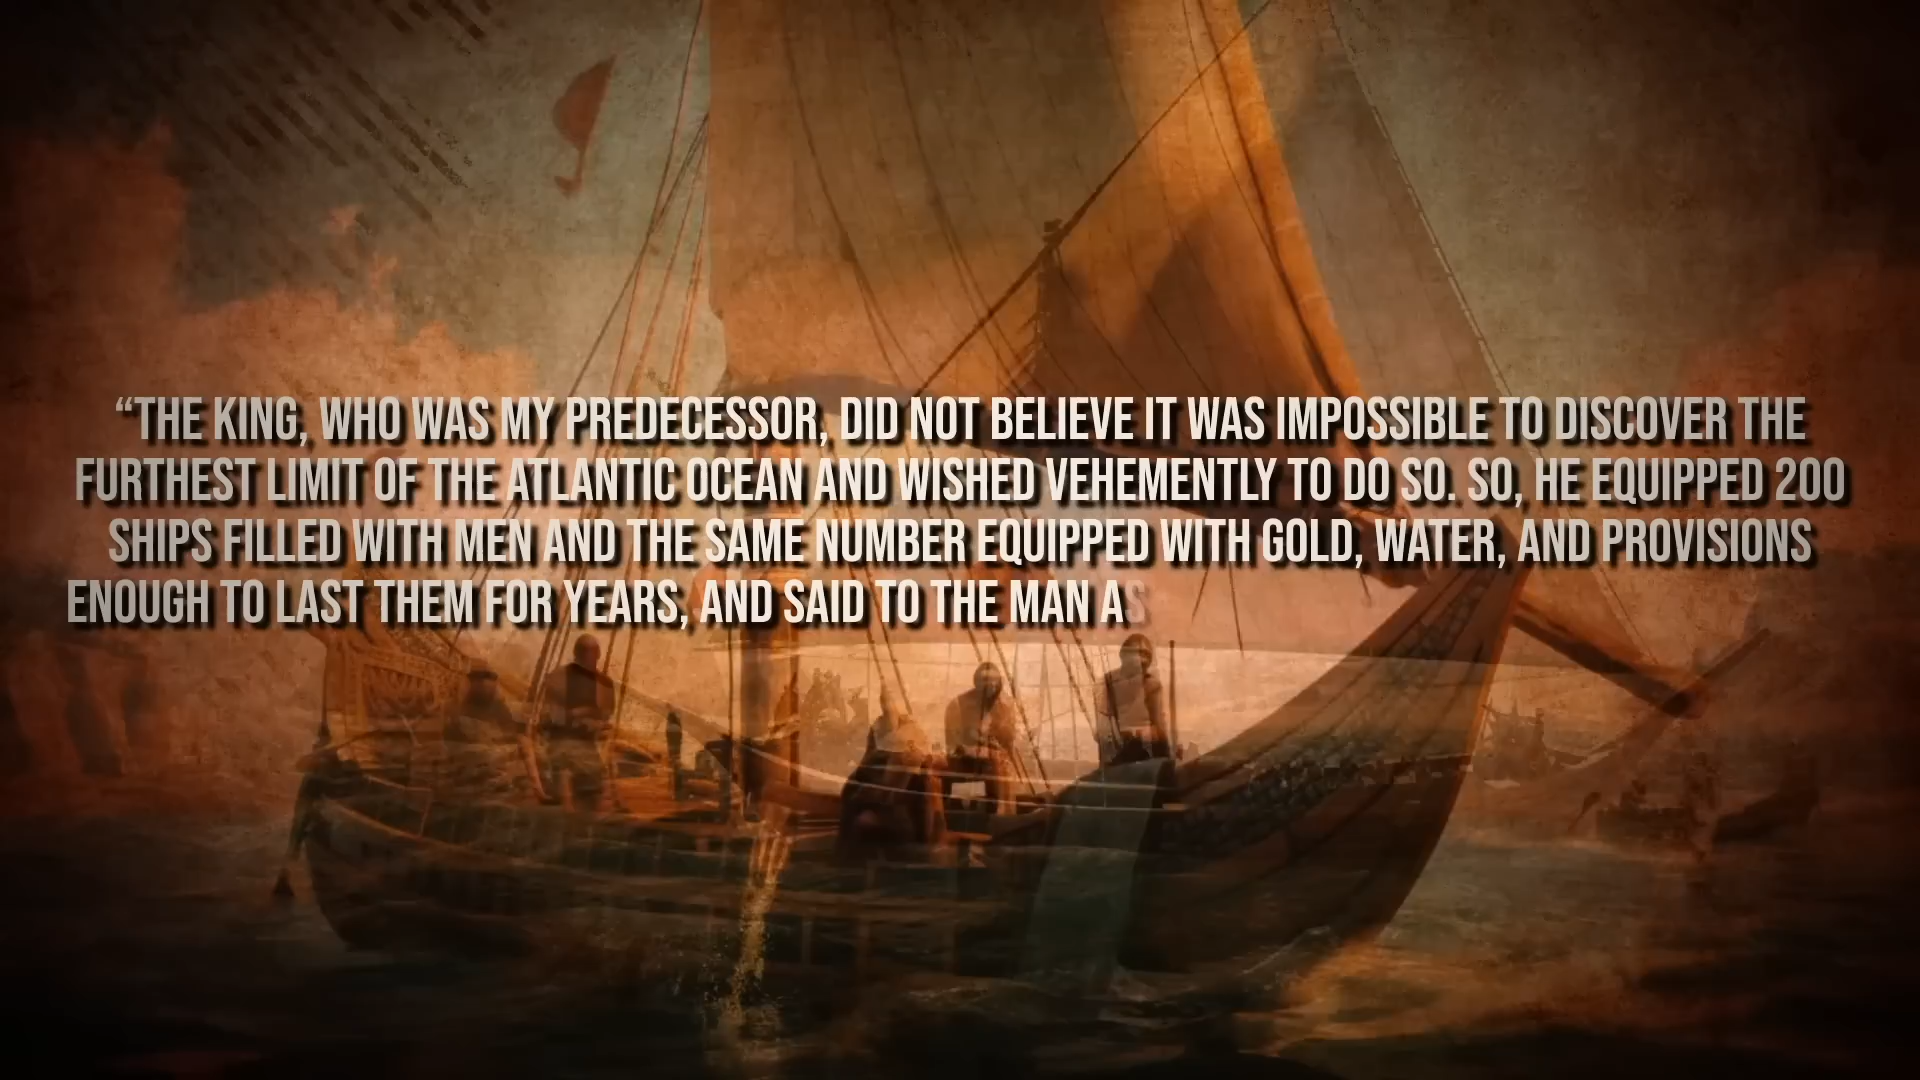 “THE KING, WHO WAS MY PREDECESSOR, DID NOT BELIEVE IT WAS IMPOSSIBLE TO DISCOVER THE
FURTHEST LIMIT OF THE ATLANTIC OCEAN AND WISHED VEHEMENTLY TO DO SO. SO, HE EQUIPPED 200
SHIPS FILLED WITH MEN AND THE SAME NUMBER EQUIPPED WITH GOLD, WATER, AND PROVISIONS
ENOUGH TO LAST THEM FOR YEARS, AND SAID TO THE MAN AS